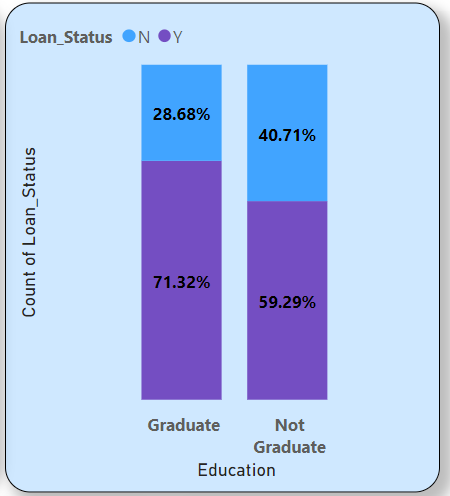 Loan_Status N Y
28.68%
40.71%
71.32%
59.29%
Count of Loan_Status
Graduate
Not
Graduate
Education